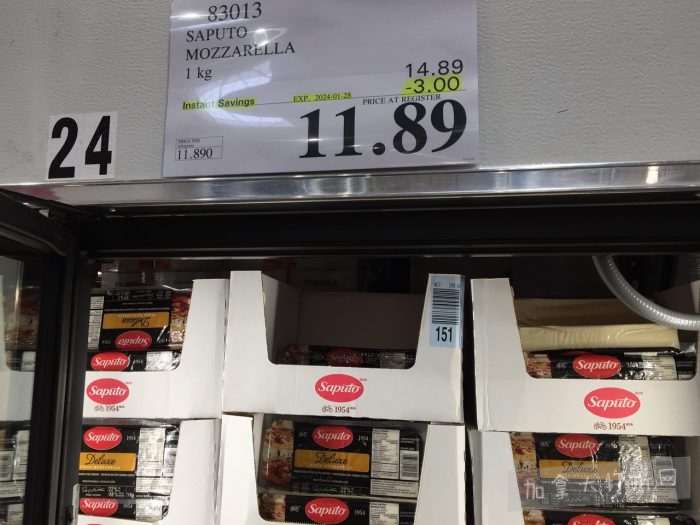 83013
SAPUTO
MOZZARELLA
1 kg
14.89
-3.00
Instant Savings
EXP. 2024-01-28
PRICE AT REGISTER
11.89
11.890
24
151
Deluxe
Saputo
Saputo
Saputo
1954
Saputo
1954
Saputo
Saputo
1954
Saputo
1954
Deluxe
Saputo
Saputo
1954
Deluxe
Saputo
Saputo
Deluxe
Saputo
加拿大打折网